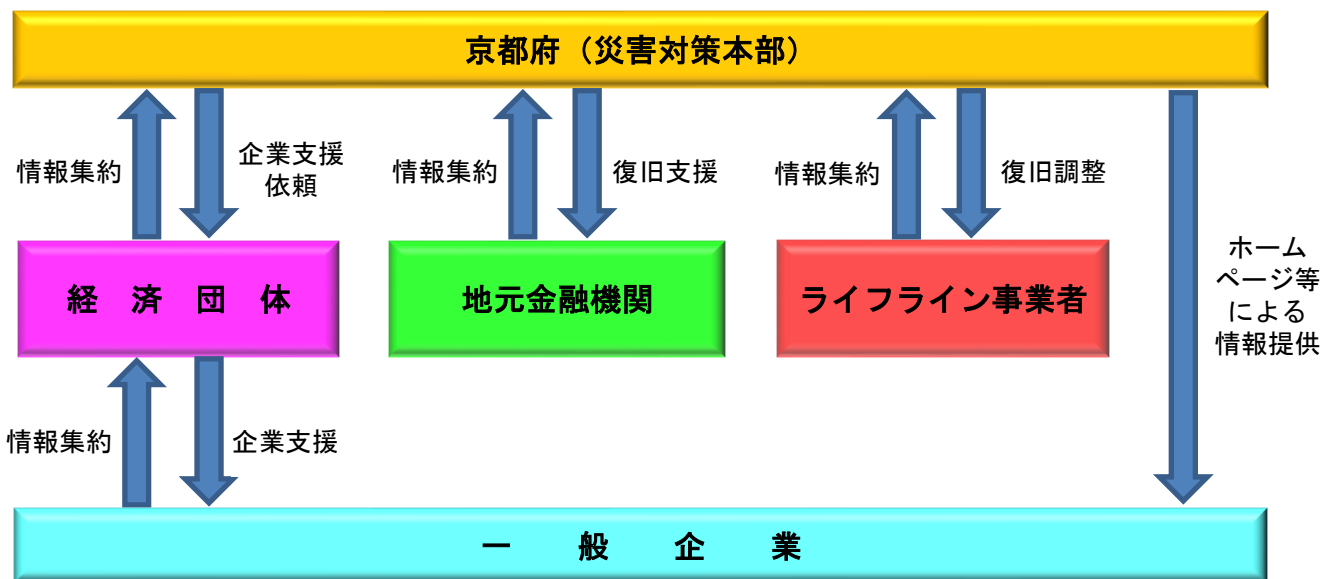 京都府（災害対策本部）
情報集約
企業支援
依頼
情報集約
復旧支援
情報集約
復旧調整
ホーム
ページ等
による
情報提供
経　済　団　体
地元金融機関
ライフライン事業者
情報集約
企業支援
一　般　企　業